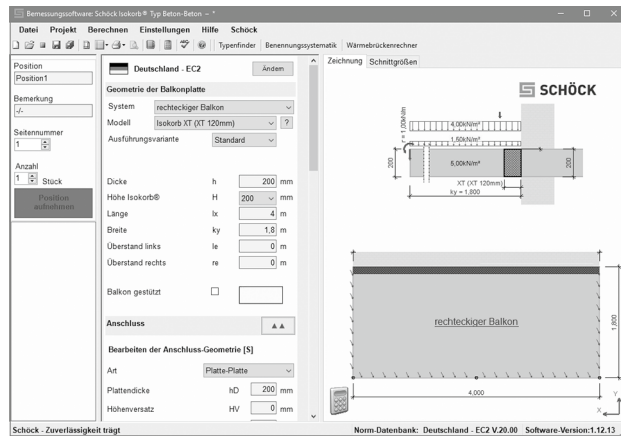 Bemessungssoftware: Schöck Isokorb® Typ Beton-Beton - *
Datei Projekt Berechnen Einstellungen Hilfe Schöck
Typenfinder Benennungssystematik Wärmebrückenrechner
Position
Position1
Bemerkung
-/-
Seitennummer
1
Anzahl
1 Stück
Position aufnehmen
Deutschland - EC2 Ändern
Geometrie der Balkonplatte
System rechteckiger Balkon
Modell Isokorb XT (XT 120mm) ?
Ausführungsvariante Standard
Dicke h 200 mm
Höhe Isokorb® H 200 mm
Länge lx 4 m
Breite ky 1,8 m
Überstand links le 0 m
Überstand rechts re 0 m
Balkon gestützt
Anschluss
Bearbeiten der Anschluss-Geometrie [S]
Art Platte-Platte
Plattendicke hD 200 mm
Höhenversatz HV 0 mm
Zeichnung Schnittgrößen
SCHÖCK
r = 1,00kN/m
4,00kN/m²
1,50kN/m²
200
5,00kN/m²
200
XT (XT 120mm)
ky = 1,800
rechteckiger Balkon
1,800
4,000
Y
X
Schöck - Zuverlässigkeit trägt
Norm-Datenbank: Deutschland - EC2 V.20.00 Software-Version:1.12.13